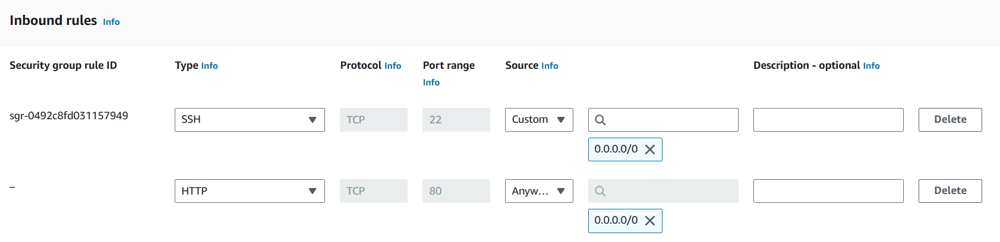 Inbound rules Info
Security group rule ID Type Info Protocol Info Port range Info Source Info Description - optional Info
sgr-0492c8fd031157949 SSH TCP 22 Custom Delete
0.0.0.0/0
– HTTP TCP 80 Anyw... Delete
0.0.0.0/0